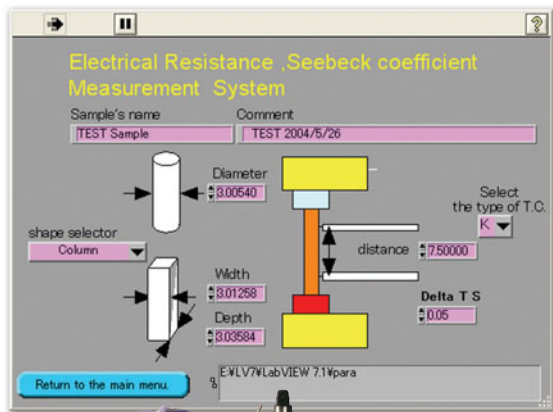 ?
Electrical Resistance ,Seebeck coefficient
Measurement System
Sample's name
Comment
TEST Sample
TEST 2004/5/26
Diameter
3.00540
Select
the type of T.C.
K
shape selector
Column
distance
7.50000
Width
3.01258
Delta T S
0.05
Depth
3.03584
Return to the main menu.
E:¥LV7¥LabVIEW 7.1¥para